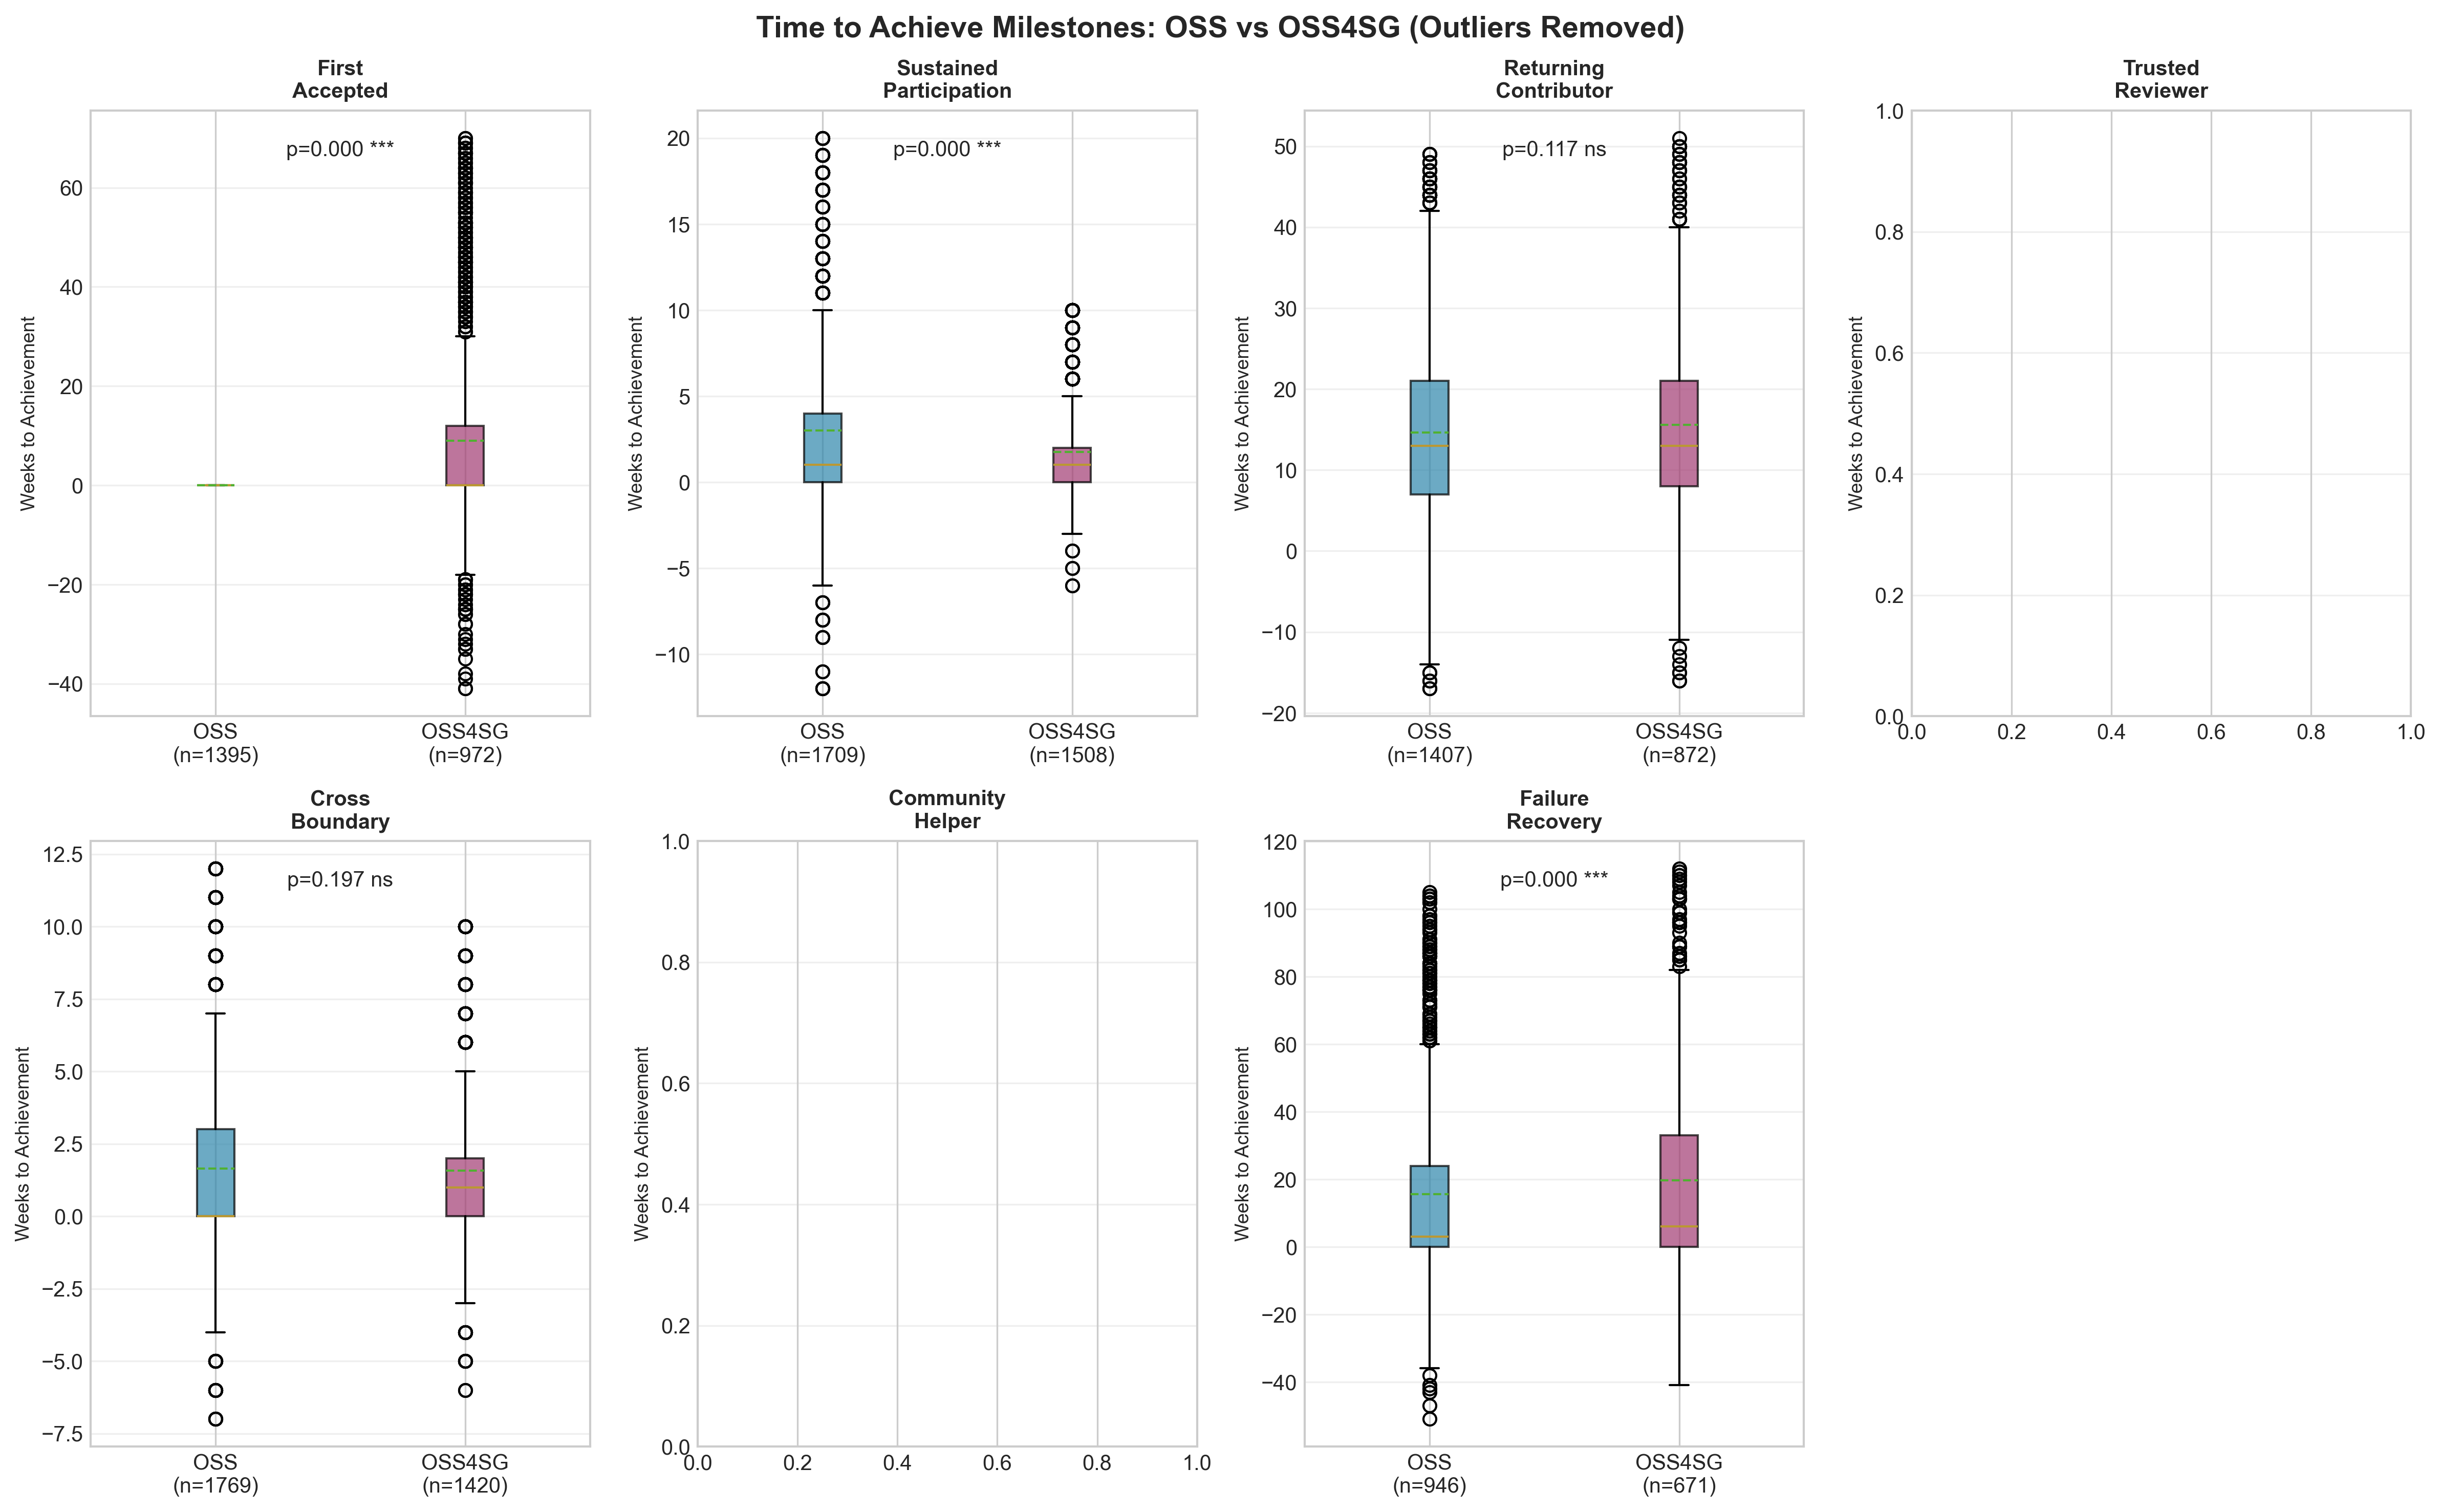 Time to Achieve Milestones: OSS vs OSS4SG (Outliers Removed)
First
Accepted
Weeks to Achievement
60
40
20
0
−20
−40
p=0.000 ***
OSS
(n=1395)
OSS4SG
(n=972)
Sustained
Participation
Weeks to Achievement
20
15
10
5
0
−5
−10
p=0.000 ***
OSS
(n=1709)
OSS4SG
(n=1508)
Returning
Contributor
Weeks to Achievement
50
40
30
20
10
0
−10
−20
p=0.117 ns
OSS
(n=1407)
OSS4SG
(n=872)
Trusted
Reviewer
Weeks to Achievement
1.0
0.8
0.6
0.4
0.2
0.0
0.0 0.2 0.4 0.6 0.8 1.0
Cross
Boundary
Weeks to Achievement
12.5
10.0
7.5
5.0
2.5
0.0
−2.5
−5.0
−7.5
p=0.197 ns
OSS
(n=1769)
OSS4SG
(n=1420)
Community
Helper
Weeks to Achievement
1.0
0.8
0.6
0.4
0.2
0.0
0.0 0.2 0.4 0.6 0.8 1.0
Failure
Recovery
Weeks to Achievement
120
100
80
60
40
20
0
−20
−40
p=0.000 ***
OSS
(n=946)
OSS4SG
(n=671)